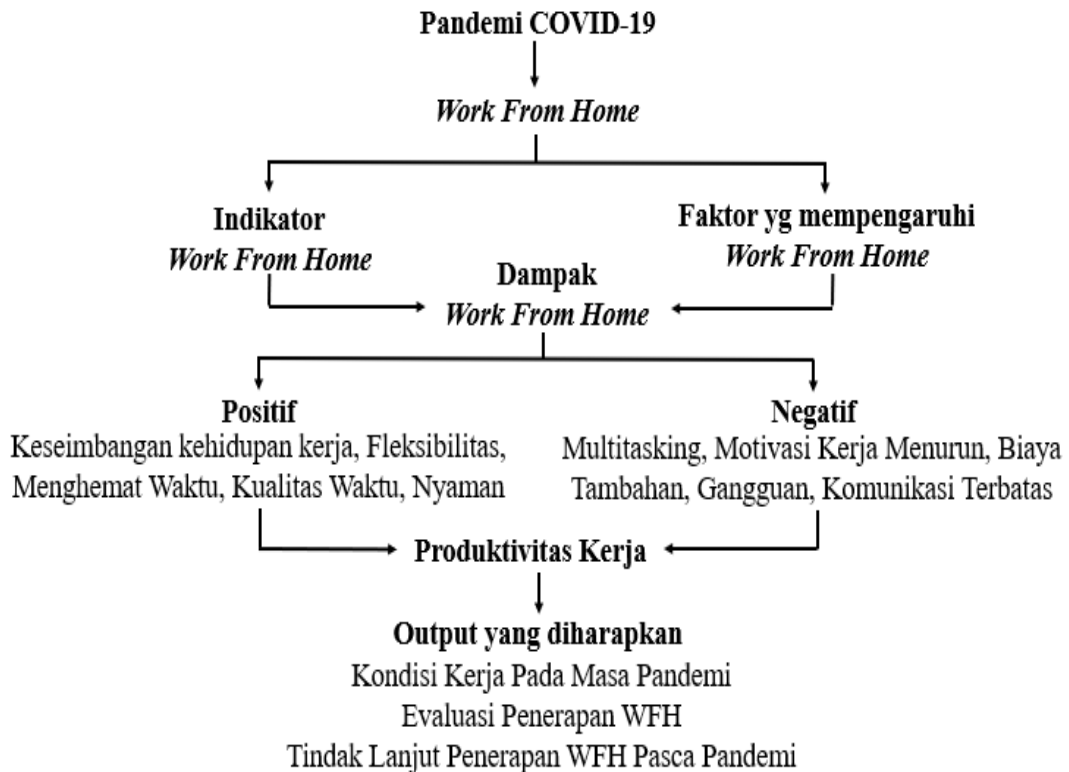 Pandemi COVID-19
Work From Home
Indikator
Work From Home
Faktor yg mempengaruhi
Work From Home
Dampak
Work From Home
Positif
Keseimbangan kehidupan kerja, Fleksibilitas,
Menghemat Waktu, Kualitas Waktu, Nyaman
Negatif
Multitasking, Motivasi Kerja Menurun, Biaya
Tambahan, Gangguan, Komunikasi Terbatas
Produktivitas Kerja
Output yang diharapkan
Kondisi Kerja Pada Masa Pandemi
Evaluasi Penerapan WFH
Tindak Lanjut Penerapan WFH Pasca Pandemi